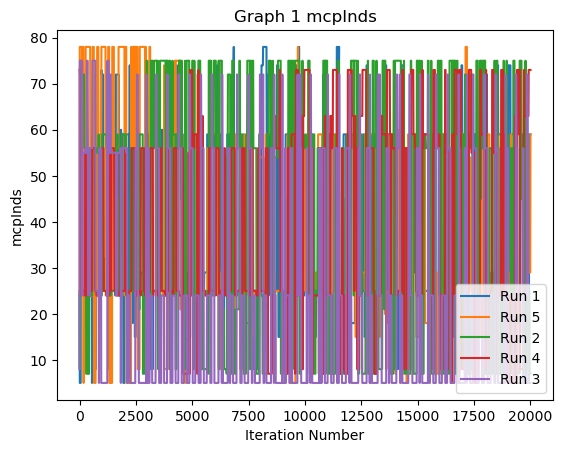 Graph 1 mcpInds
mcpInds
80
70
60
50
40
30
20
10
0 2500 5000 7500 10000 12500 15000 17500 20000
Iteration Number
Run 1
Run 5
Run 2
Run 4
Run 3